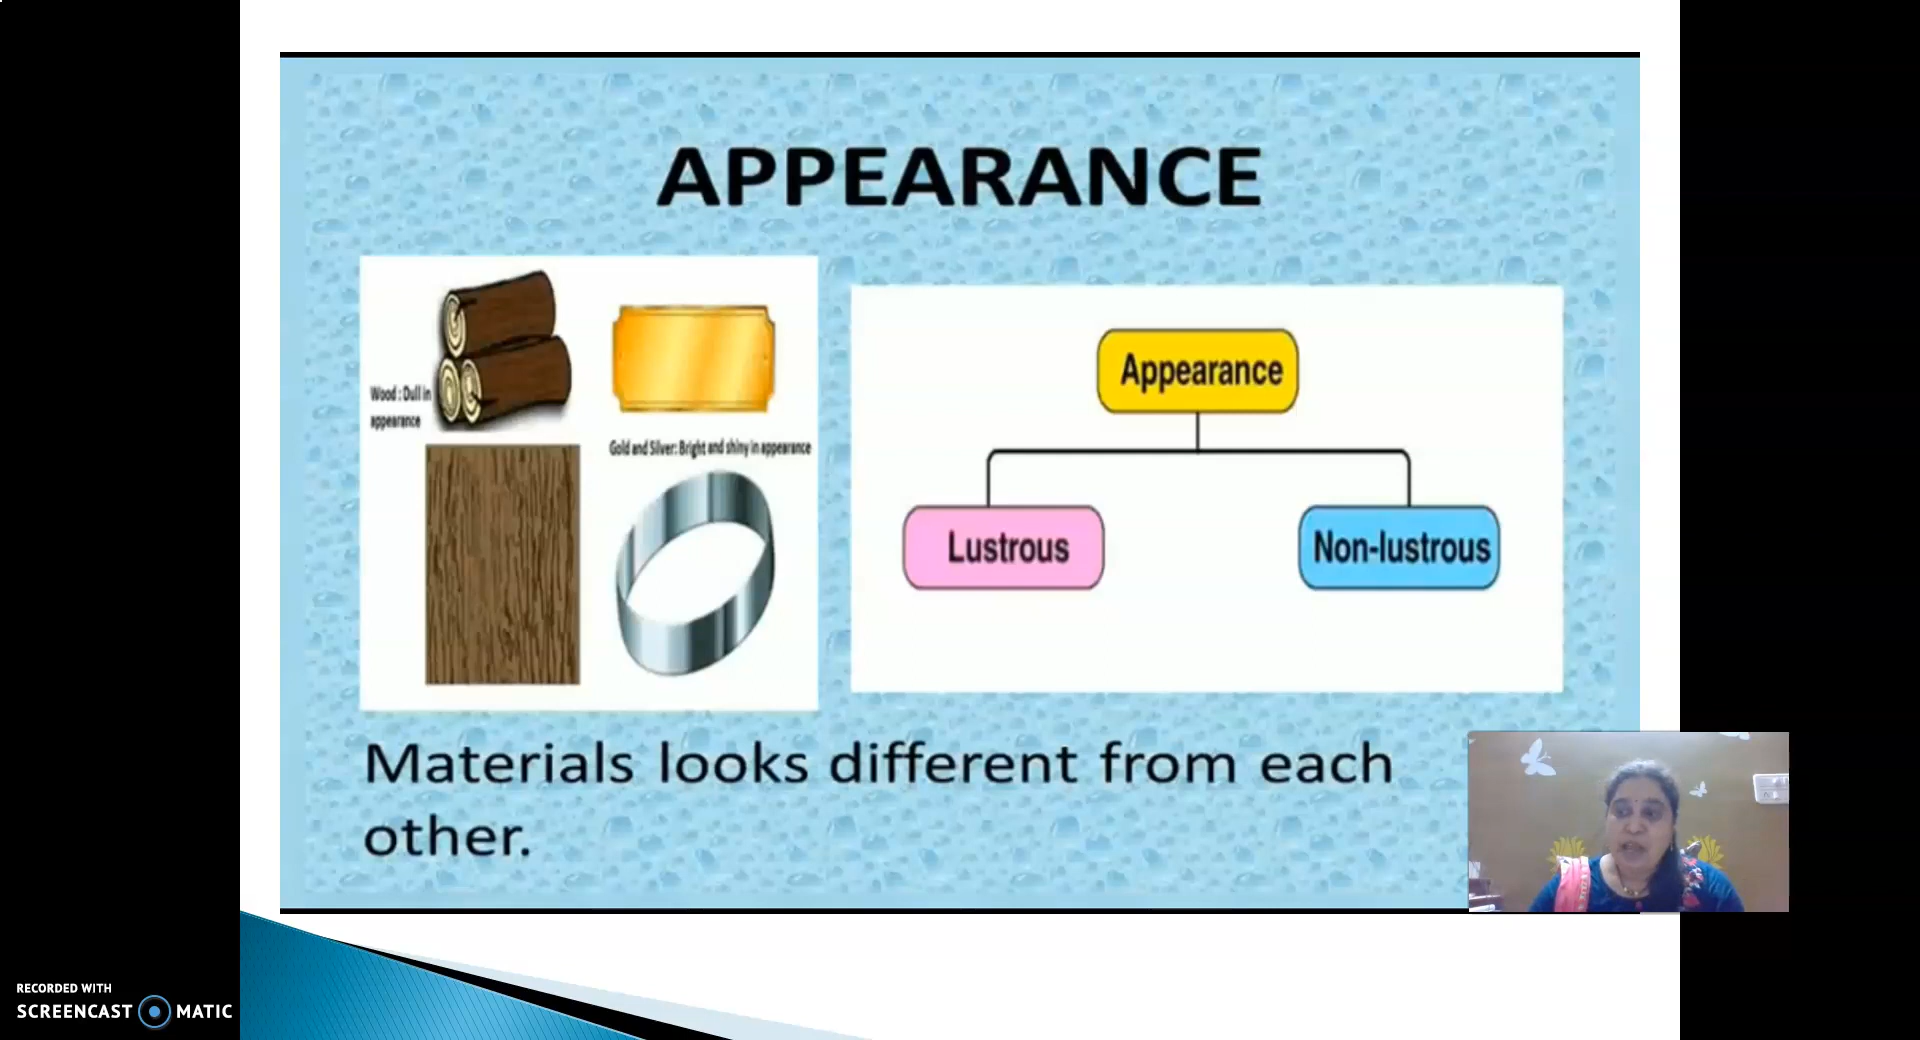 APPEARANCE
Wood : Dull in
appearance
Gold and Silver: Bright and shiny in appearance
Appearance
Lustrous
Non-lustrous
Materials looks different from each
other.
RECORDED WITH
SCREENCAST MATIC